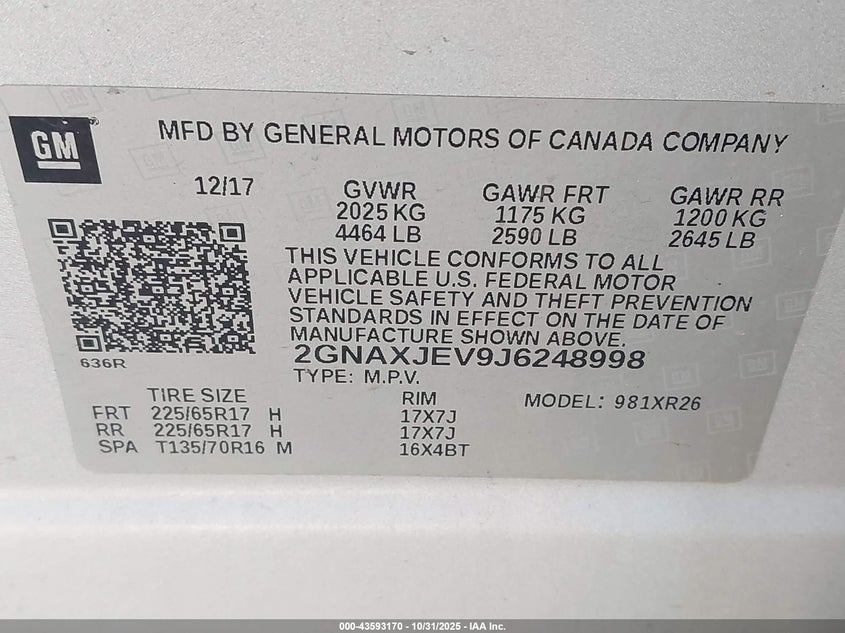 GM
MFD BY GENERAL MOTORS OF CANADA COMPANY
12/17 GVWR GAWR FRT GAWR RR
2025 KG 1175 KG 1200 KG
4464 LB 2590 LB 2645 LB
THIS VEHICLE CONFORMS TO ALL
APPLICABLE U.S. FEDERAL MOTOR
VEHICLE SAFETY AND THEFT PREVENTION
STANDARDS IN EFFECT ON THE DATE OF
MANUFACTURE SHOWN ABOVE.
2GNAXJEV9J6248998
636R
TYPE: M.P.V.
TIRE SIZE RIM MODEL: 981XR26
FRT 225/65R17 H 17X7J
RR 225/65R17 H 17X7J
SPA T135/70R16 M 16X4BT
000-43593170 - 10/31/2025 - IAA Inc.